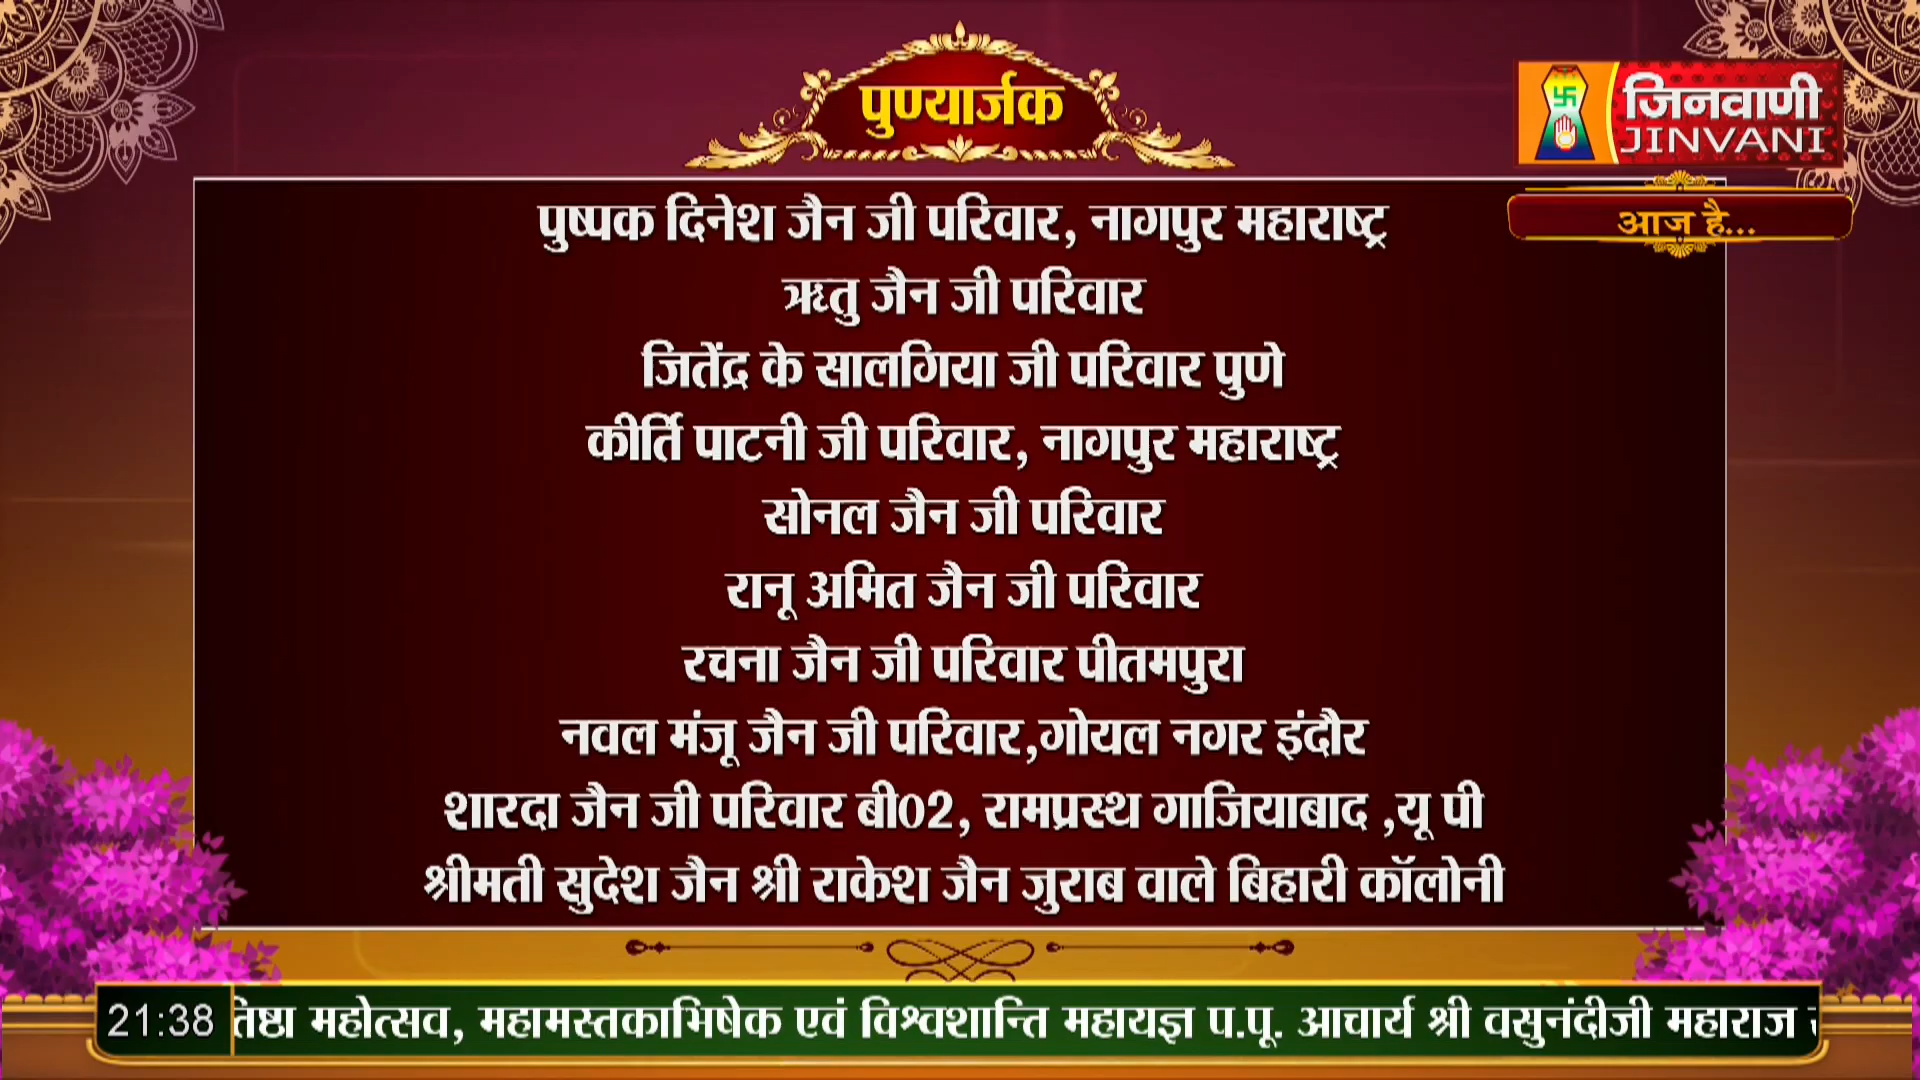 पुण्यार्जक
जिनवाणी
JINVANI
आज है...
पुष्पक दिनेश जैन जी परिवार, नागपुर महाराष्ट्र
ऋतु जैन जी परिवार
जितेंद्र के सालगिया जी परिवार पुणे
कीर्ति पाटनी जी परिवार, नागपुर महाराष्ट्र
सोनल जैन जी परिवार
रानू अमित जैन जी परिवार
रचना जैन जी परिवार पीतमपुरा
नवल मंजू जैन जी परिवार,गोयल नगर इंदौर
शारदा जैन जी परिवार बी02, रामप्रस्थ गाजियाबाद ,यू पी
श्रीमती सुदेश जैन श्री राकेश जैन जुराब वाले बिहारी कॉलोनी
21:38 महोत्सव, महामस्तकाभिषेक एवं विश्वशान्ति महायज्ञ प.पू. आचार्य श्री वसुनंदीजी महाराज